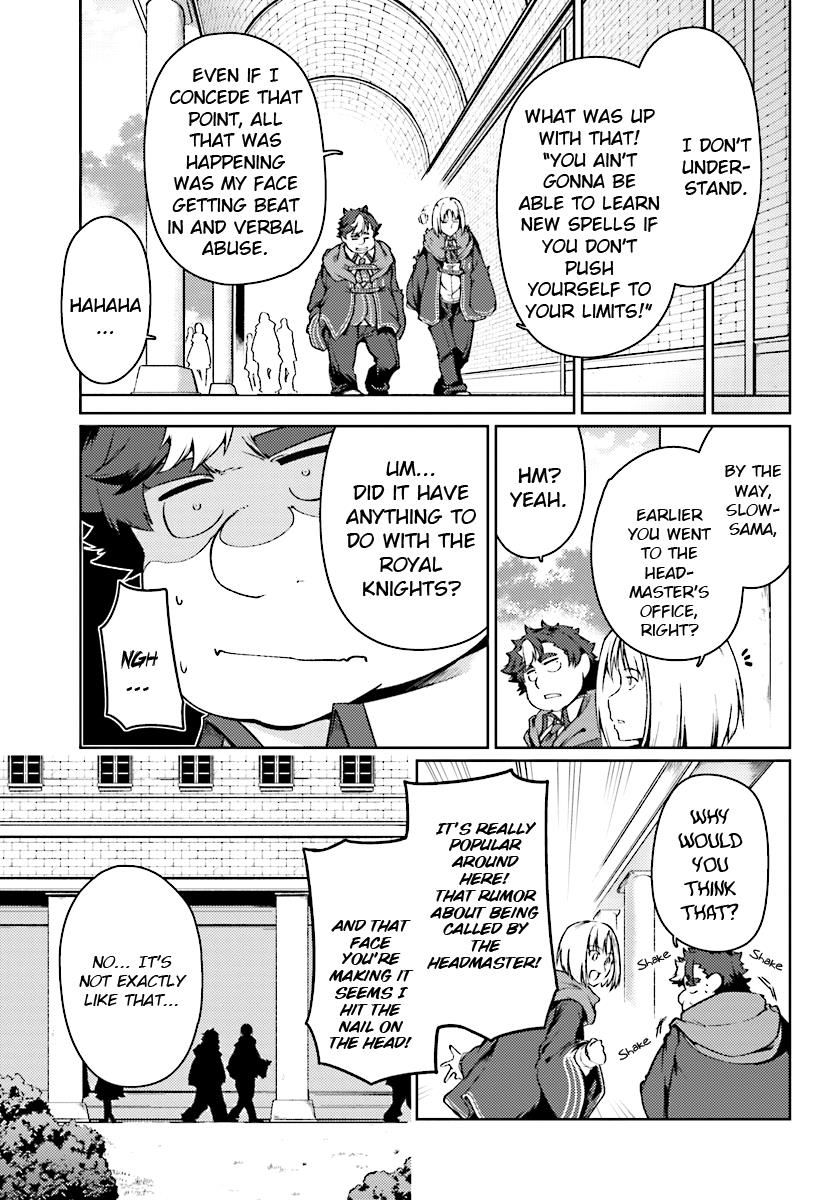 I DON'T
UNDER-
STAND.
WHAT WAS UP
WITH THAT!
"YOU AIN'T
GONNA BE
ABLE TO LEARN
NEW SPELLS IF
YOU DON'T
PUSH
YOURSELF TO
YOUR LIMITS!"
EVEN IF I
CONCEDE THAT
POINT, ALL
THAT WAS
HAPPENING
WAS MY FACE
GETTING BEAT
IN AND VERBAL
ABUSE.
HAHAHA
...
BY THE
WAY,
SLOW-
SAMA,
EARLIER
YOU WENT
TO THE
HEAD-
MASTER'S
OFFICE,
RIGHT?
HM?
YEAH.
UM...
DID IT HAVE
ANYTHING TO
DO WITH THE
ROYAL
KNIGHTS?
NGH
...
WHY
WOULD
YOU
THINK
THAT?
Shake
Shake
Shake
IT'S REALLY
POPULAR
AROUND
HERE!
THAT RUMOR
ABOUT BEING
CALLED BY
THE
HEADMASTER!
AND THAT
FACE
YOU'RE
MAKING IT
SEEMS I
HIT THE
NAIL ON
THE HEAD!
NO... IT'S
NOT EXACTLY
LIKE THAT...